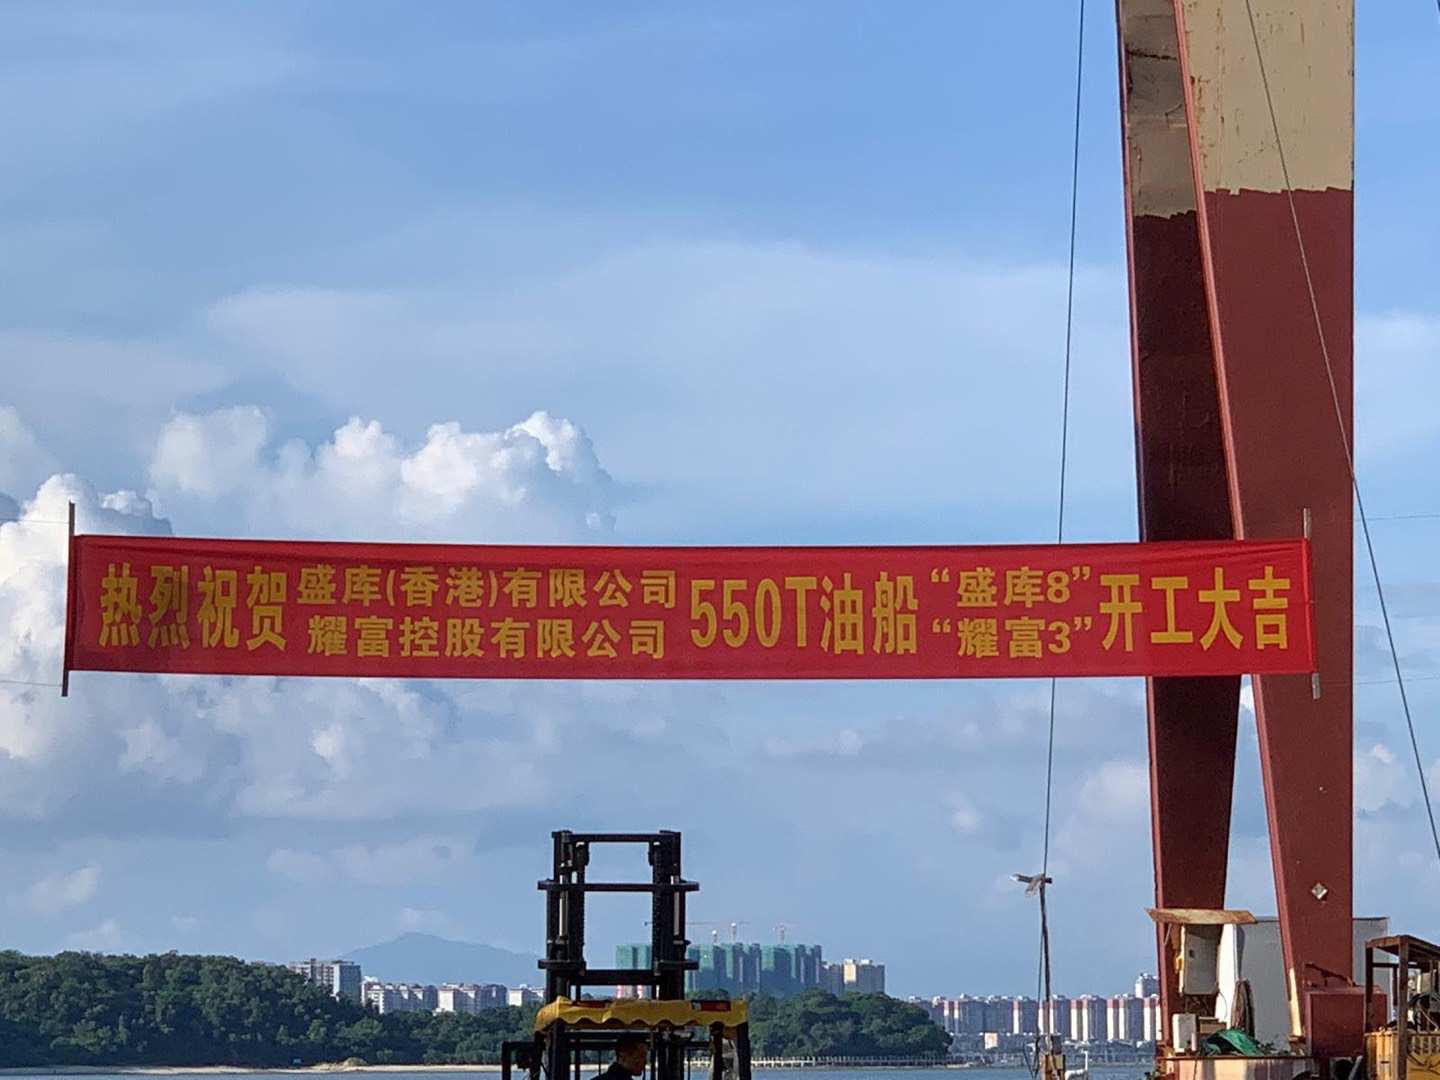 热烈祝贺
盛库(香港)有限公司
耀富控股有限公司
550T油船
“盛库8”
“耀富3”
开工大吉